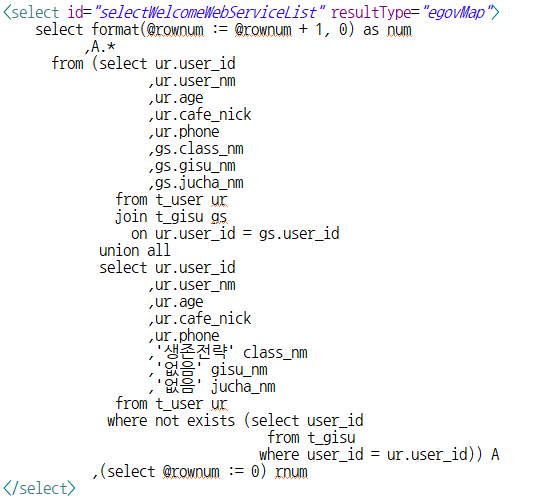 <select id="selectWelcomeWebServiceList" resultType="egovMap">
select format(@rownum := @rownum + 1, 0) as num
,A.*
from (select ur.user_id
,ur.user_nm
,ur.age
,ur.cafe_nick
,ur.phone
,gs.class_nm
,gs.gisu_nm
,gs.jucha_nm
from t_user ur
join t_gisu gs
on ur.user_id = gs.user_id
union all
select ur.user_id
,ur.user_nm
,ur.age
,ur.cafe_nick
,ur.phone
,'생존전략' class_nm
,'없음' gisu_nm
,'없음' jucha_nm
from t_user ur
where not exists (select user_id
from t_gisu
where user_id = ur.user_id)) A
,(select @rownum := 0) rnum
</select>